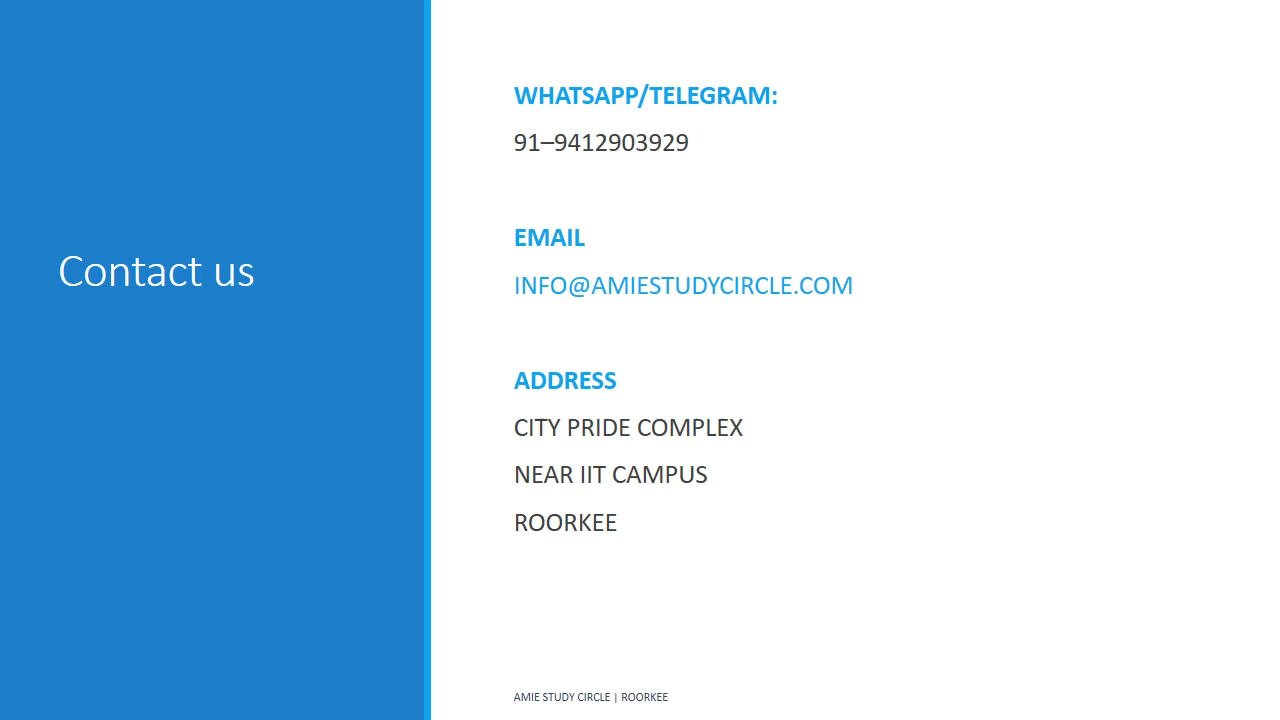 Contact us
WHATSAPP/TELEGRAM:
91–9412903929
EMAIL
INFO@AMIESTUDYCIRCLE.COM
ADDRESS
CITY PRIDE COMPLEX
NEAR IIT CAMPUS
ROORKEE
AMIE STUDY CIRCLE | ROORKEE